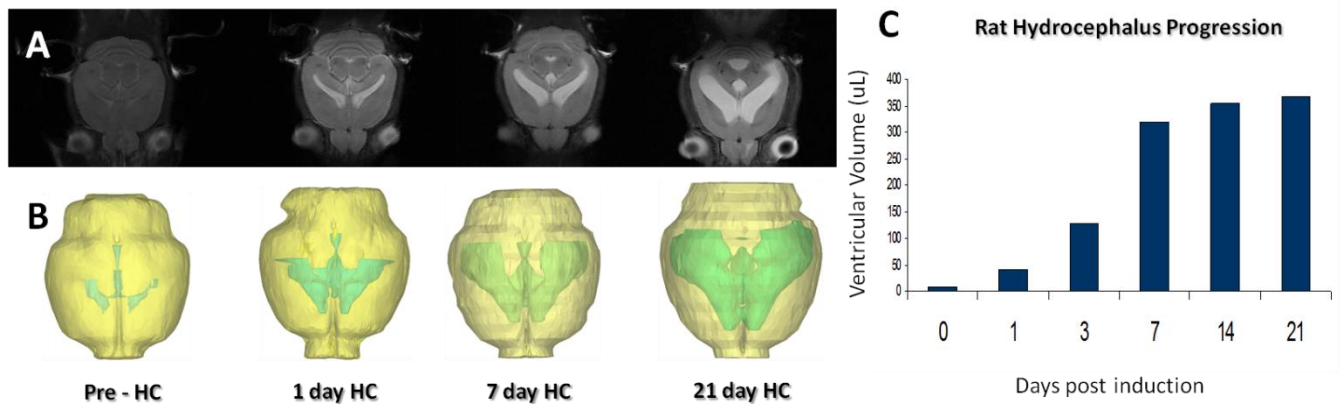 A
B
Pre - HC
1 day HC
7 day HC
21 day HC
C
Rat Hydrocephalus Progression
Ventricular Volume (uL)
400
350
300
250
200
150
100
50
0
0 1 3 7 14 21
Days post induction